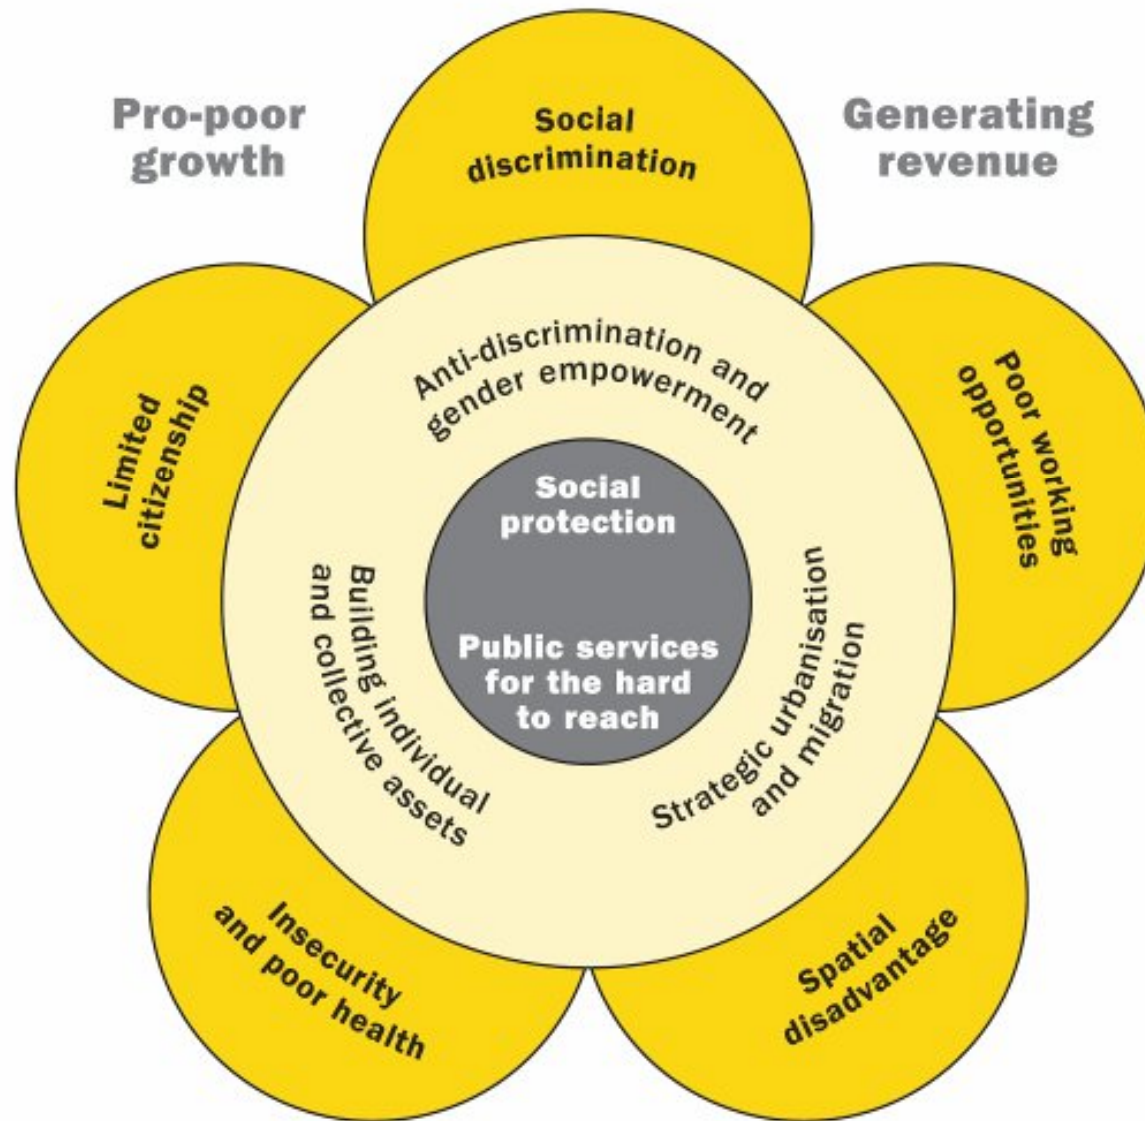 Pro-poor
growth
Social
discrimination
Generating
revenue
Limited
citizenship
Anti-discrimination and
gender empowerment
Poor working
opportunities
Social
protection
Public services
for the hard
to reach
Building individual
and collective assets
Strategic urbanisation
and migration
Insecurity
and poor health
Spatial
disadvantage